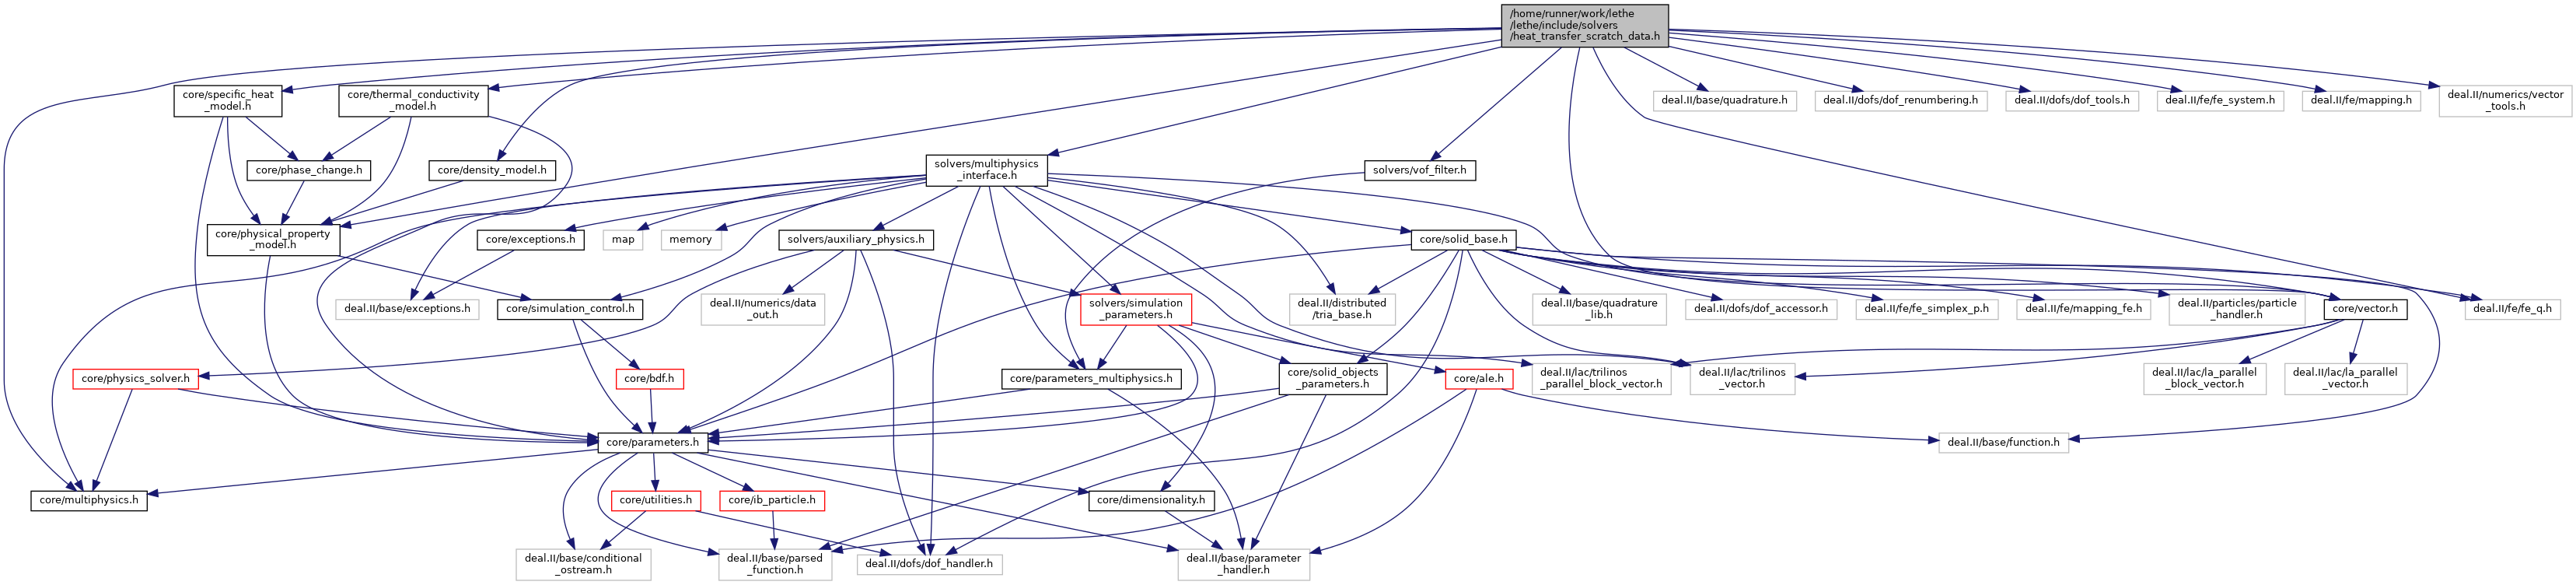 /home/runner/work/lethe
/lethe/include/solvers
/heat_transfer_scratch_data.h
core/specific_heat
_model.h
core/thermal_conductivity
_model.h
deal.II/base/quadrature.h
deal.II/dofs/dof_renumbering.h
deal.II/dofs/dof_tools.h
deal.II/fe/fe_system.h
deal.II/fe/mapping.h
deal.II/numerics/vector
_tools.h
core/phase_change.h
core/density_model.h
solvers/multiphysics
_interface.h
solvers/vof_filter.h
core/physical_property
_model.h
core/exceptions.h
map
memory
solvers/auxiliary_physics.h
core/solid_base.h
deal.II/base/exceptions.h
core/simulation_control.h
deal.II/numerics/data
_out.h
solvers/simulation
_parameters.h
deal.II/distributed
/tria_base.h
deal.II/base/quadrature
_lib.h
deal.II/dofs/dof_accessor.h
deal.II/fe/fe_simplex_p.h
deal.II/fe/mapping_fe.h
deal.II/particles/particle
_handler.h
core/vector.h
deal.II/fe/fe_q.h
core/physics_solver.h
core/bdf.h
core/parameters_multiphysics.h
core/solid_objects
_parameters.h
core/ale.h
deal.II/lac/trilinos
_parallel_block_vector.h
deal.II/lac/trilinos
_vector.h
deal.II/lac/la_parallel
_block_vector.h
deal.II/lac/la_parallel
_vector.h
core/parameters.h
deal.II/base/function.h
core/multiphysics.h
core/utilities.h
core/ib_particle.h
core/dimensionality.h
deal.II/base/conditional
_ostream.h
deal.II/base/parsed
_function.h
deal.II/dofs/dof_handler.h
deal.II/base/parameter
_handler.h